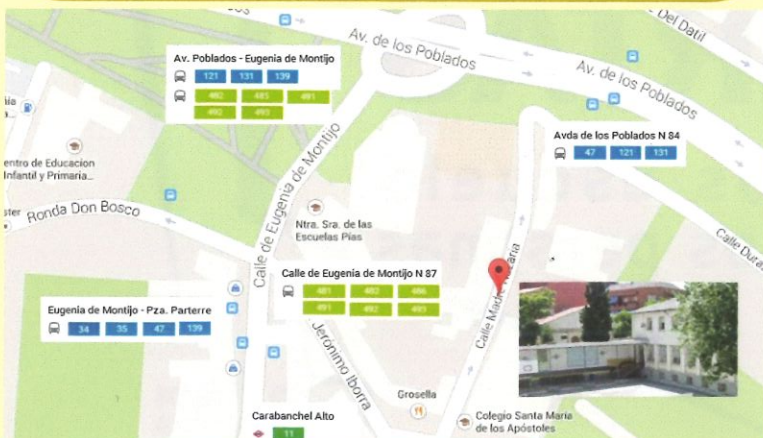 Av. de los Poblados
Del Datil
Av. Poblados - Eugenia de Montijo
121 131 139
482 485 491
492 493
Av. de los Poblados
Avda de los Poblados N 84
47 121 131
entro de Educacion
Infantil y Primaria...
Calle de Eugenia de Montijo
Ronda Don Bosco
Ntra. Sra. de las
Escuelas Pías
Calle
Calle de Eugenia de Montijo N 87
481 482 486
491 492 493
Calle
Eugenia de Montijo - Pza. Parterre
34 35 47 139
Jerónimo Iborra
Grosella
Colegio Santa María
de los Apóstoles
Carabanchel Alto
11